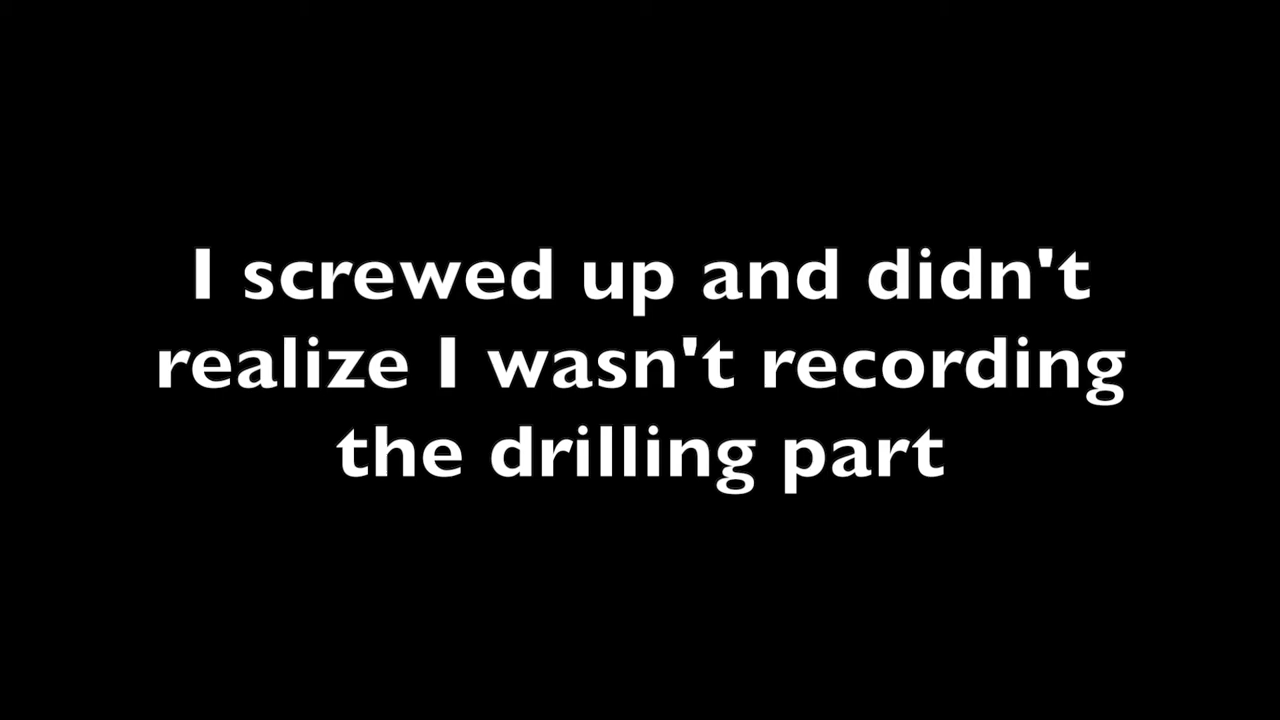 I screwed up and didn't
realize I wasn't recording
the drilling part